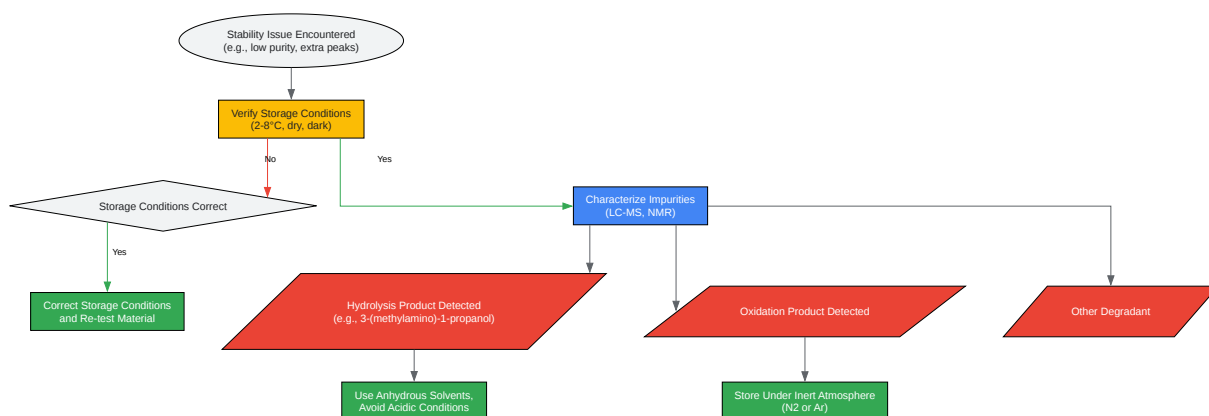 Stability Issue Encountered
(e.g., low purity, extra peaks)
Verify Storage Conditions
(2-8°C, dry, dark)
No
Yes
Storage Conditions Correct
Characterize Impurities
(LC-MS, NMR)
Yes
Correct Storage Conditions
and Re-test Material
Hydrolysis Product Detected
(e.g., 3-(methylamino)-1-propanol)
Oxidation Product Detected
Other Degradant
Use Anhydrous Solvents,
Avoid Acidic Conditions
Store Under Inert Atmosphere
(N2 or Ar)